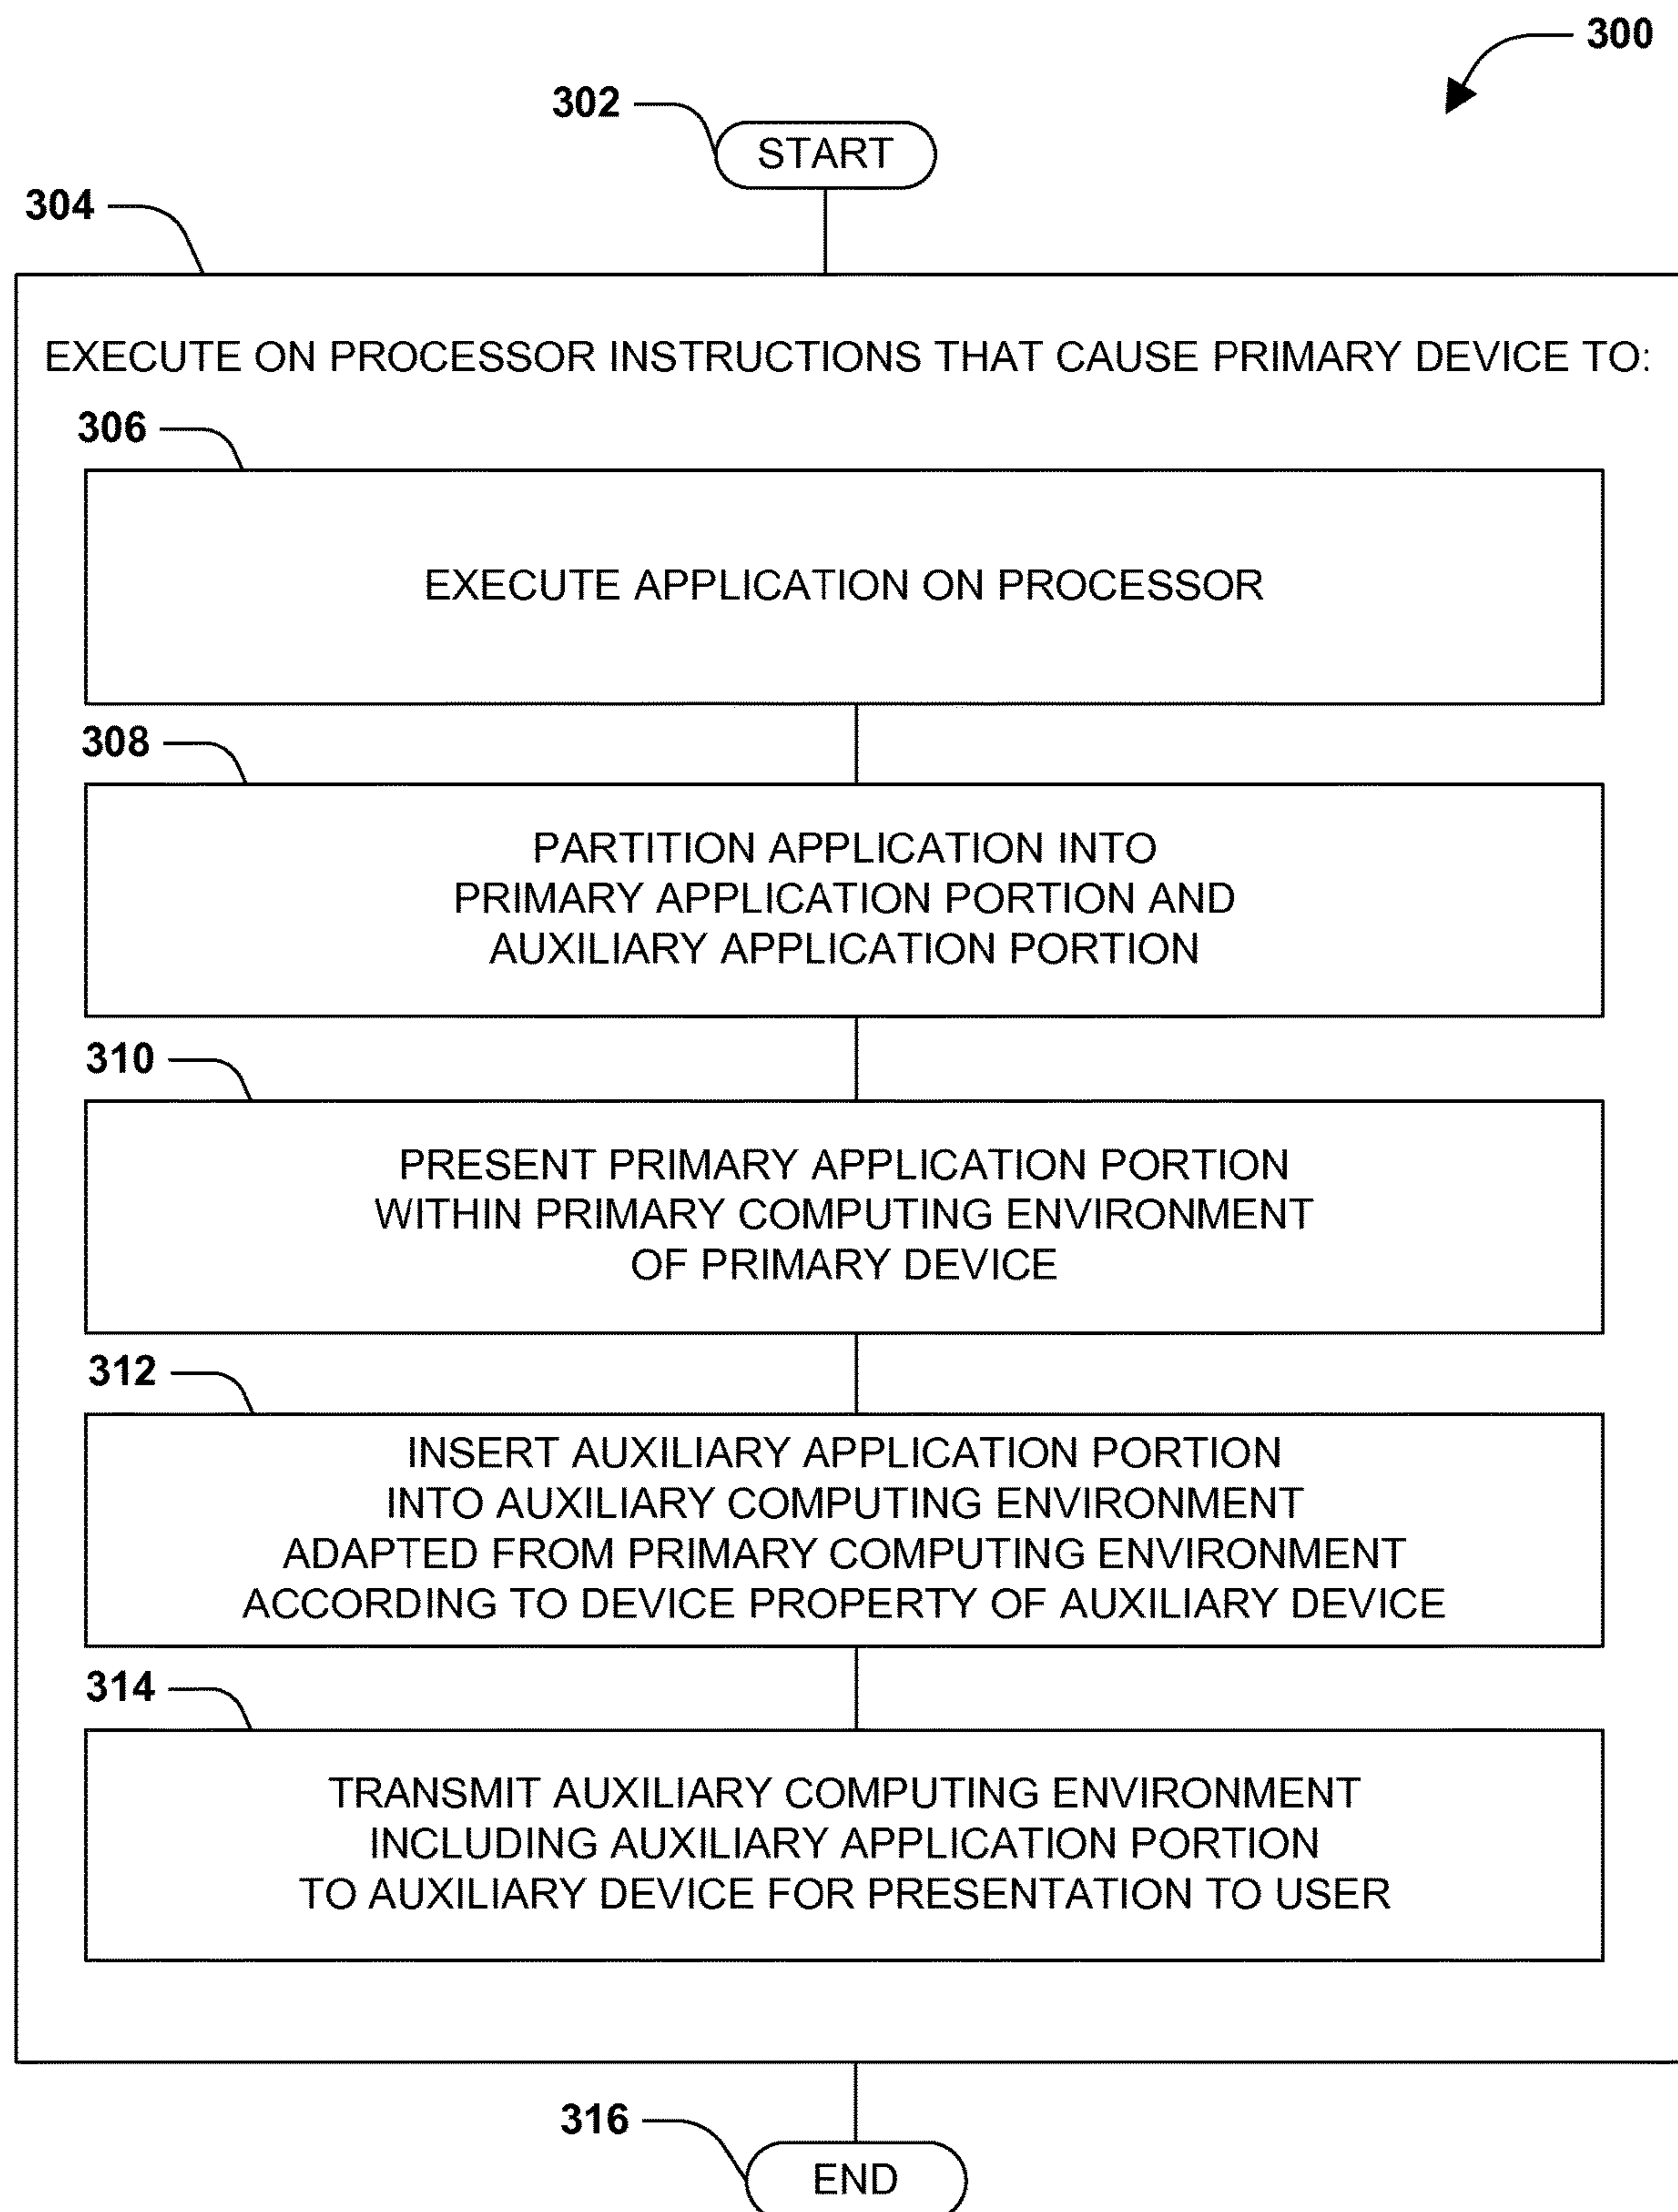 300
302
START
304
EXECUTE ON PROCESSOR INSTRUCTIONS THAT CAUSE PRIMARY DEVICE TO:
306
EXECUTE APPLICATION ON PROCESSOR
308
PARTITION APPLICATION INTO
PRIMARY APPLICATION PORTION AND
AUXILIARY APPLICATION PORTION
310
PRESENT PRIMARY APPLICATION PORTION
WITHIN PRIMARY COMPUTING ENVIRONMENT
OF PRIMARY DEVICE
312
INSERT AUXILIARY APPLICATION PORTION
INTO AUXILIARY COMPUTING ENVIRONMENT
ADAPTED FROM PRIMARY COMPUTING ENVIRONMENT
ACCORDING TO DEVICE PROPERTY OF AUXILIARY DEVICE
314
TRANSMIT AUXILIARY COMPUTING ENVIRONMENT
INCLUDING AUXILIARY APPLICATION PORTION
TO AUXILIARY DEVICE FOR PRESENTATION TO USER
316
END